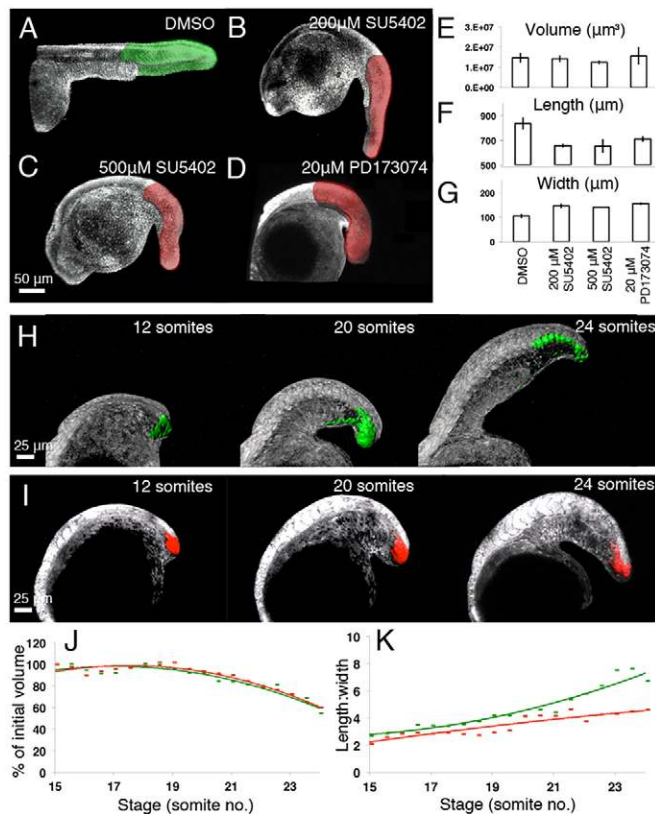 A DMSO
B 200µM SU5402
C 500µM SU5402
D 20µM PD173074
50 µm
E Volume (µm³)
2.E+07
1.E+07
5.E+06
0.E+00
F Length (µm)
900
700
500
G Width (µm)
200
100
0
DMSO
200 µM
SU5402
500 µM
SU5402
20 µM
PD173074
H 12 somites 20 somites 24 somites
25 µm
I 12 somites 20 somites 24 somites
25 µm
J
% of initial volume
120
100
80
60
40
20
0
15 17 19 21 23
Stage (somite no.)
K
Length:width
10
8
6
4
2
0
15 17 19 21 23
Stage (somite no.)